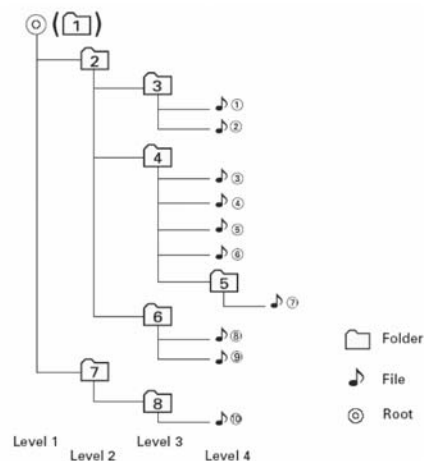 (1)
2
3
①
②
4
③
④
⑤
⑥
5
⑦
6
⑧
⑨
7
8
⑩
Folder
File
Root
Level 1
Level 2
Level 3
Level 4